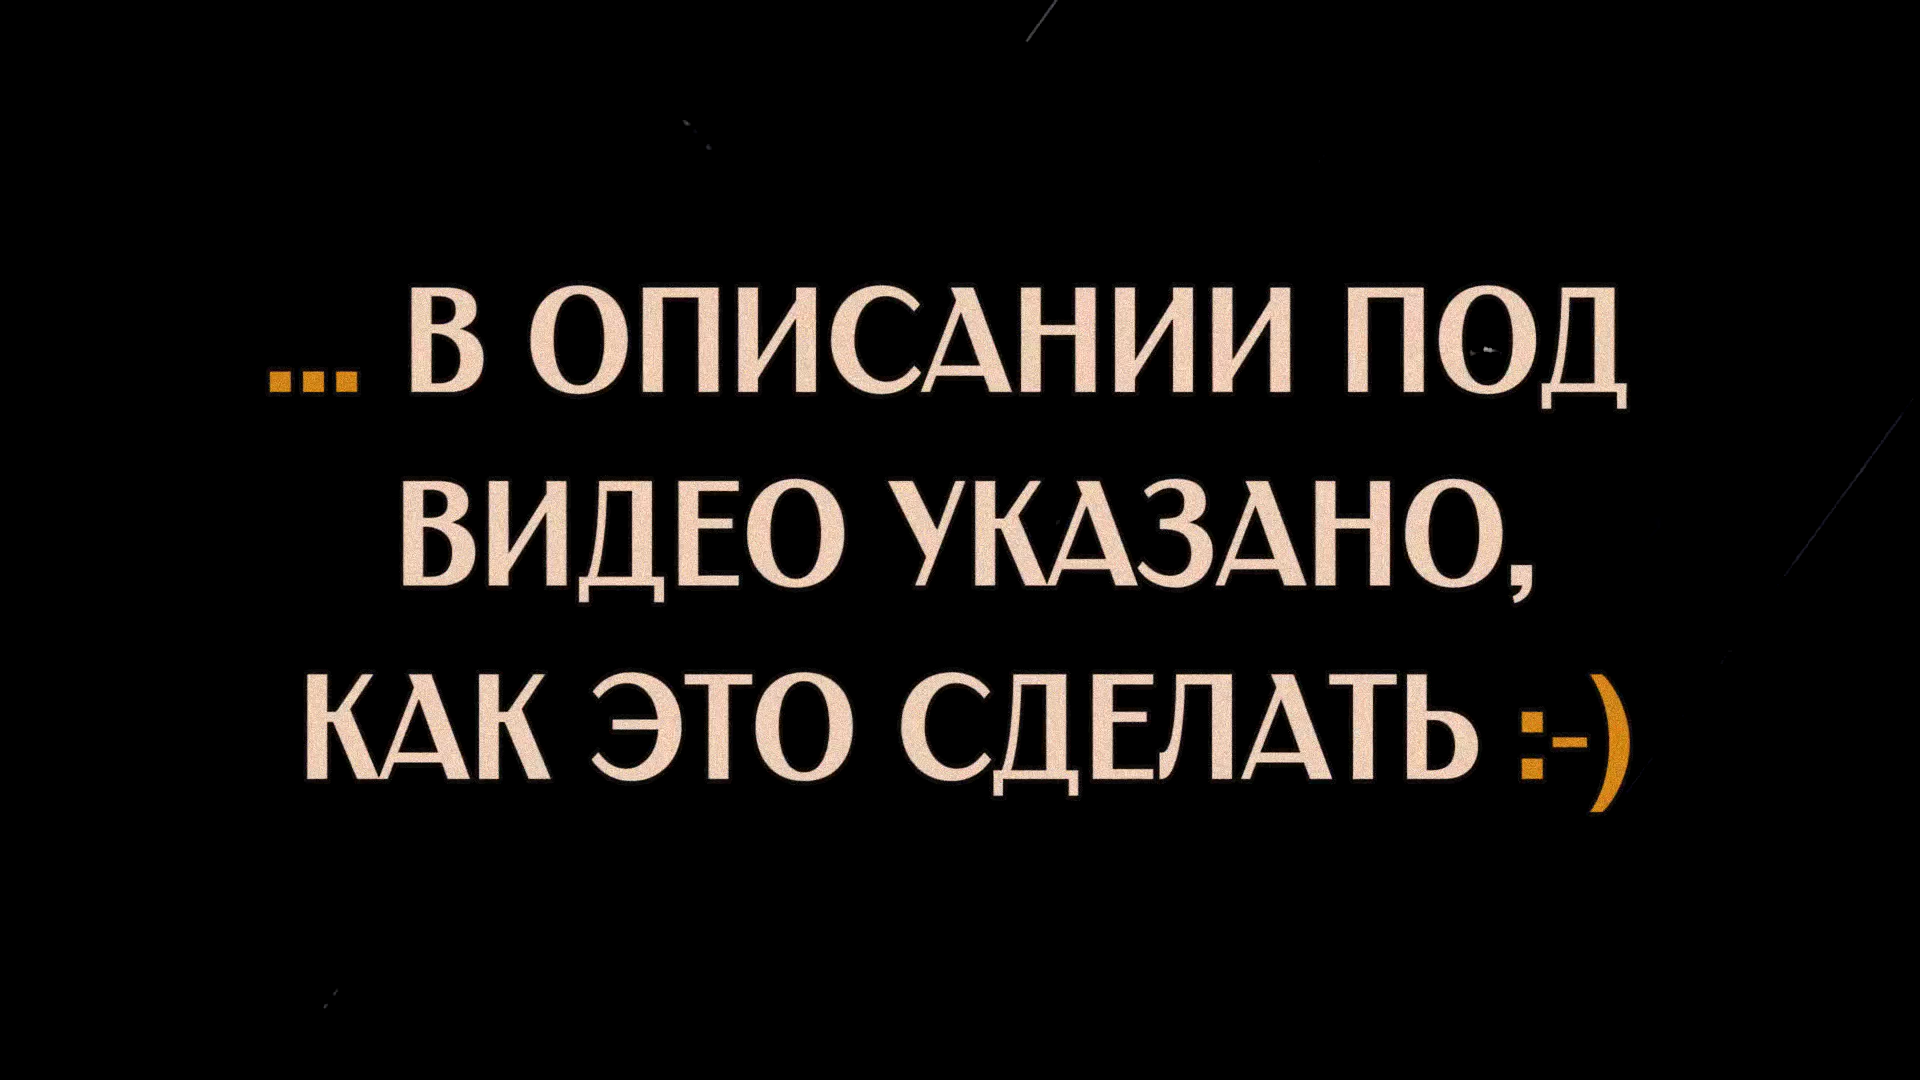 ... В ОПИСАНИИ ПОД
ВИДЕО УКАЗАНО,
КАК ЭТО СДЕЛАТЬ :-)